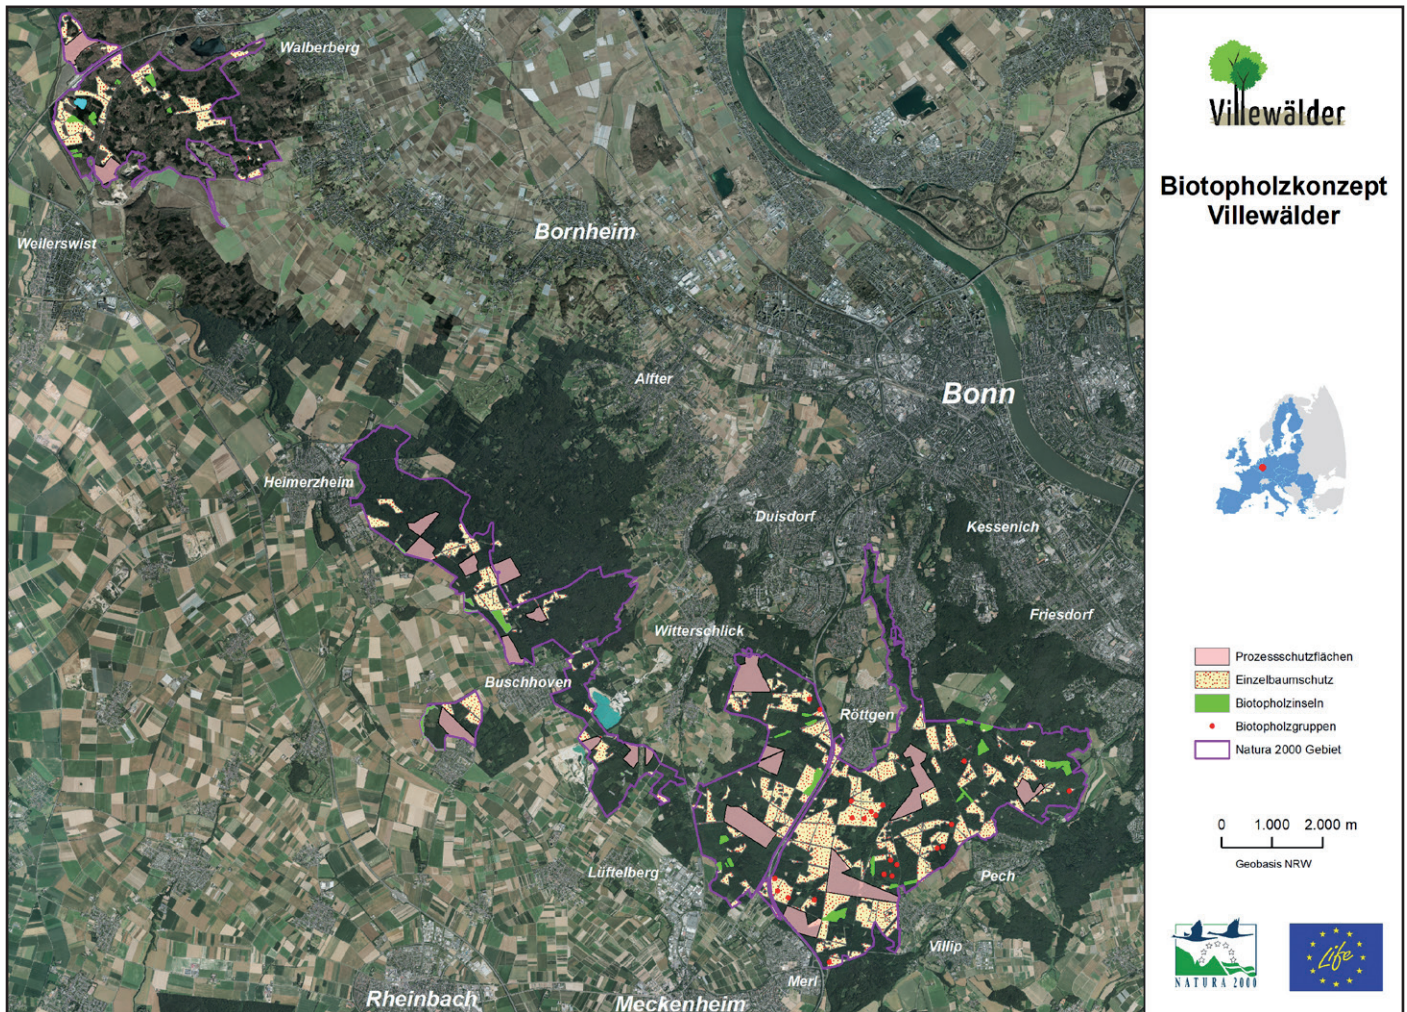 Walberberg
Weilerswist
Bornheim
Alfter
Bonn
Heimerzheim
Duisdorf
Kessenich
Friesdorf
Witterschlick
Buschhoven
Röttgen
Lüftelberg
Pech
Villip
Merl
Rheinbach
Meckenheim
Villewälder
Biotopholzkonzept
Villewälder
Prozessschutzflächen
Einzelbaumschutz
Biotopholzinseln
Biotopholzgruppen
Natura 2000 Gebiet
0 1.000 2.000 m
Geobasis NRW
NATURA 2000
Life